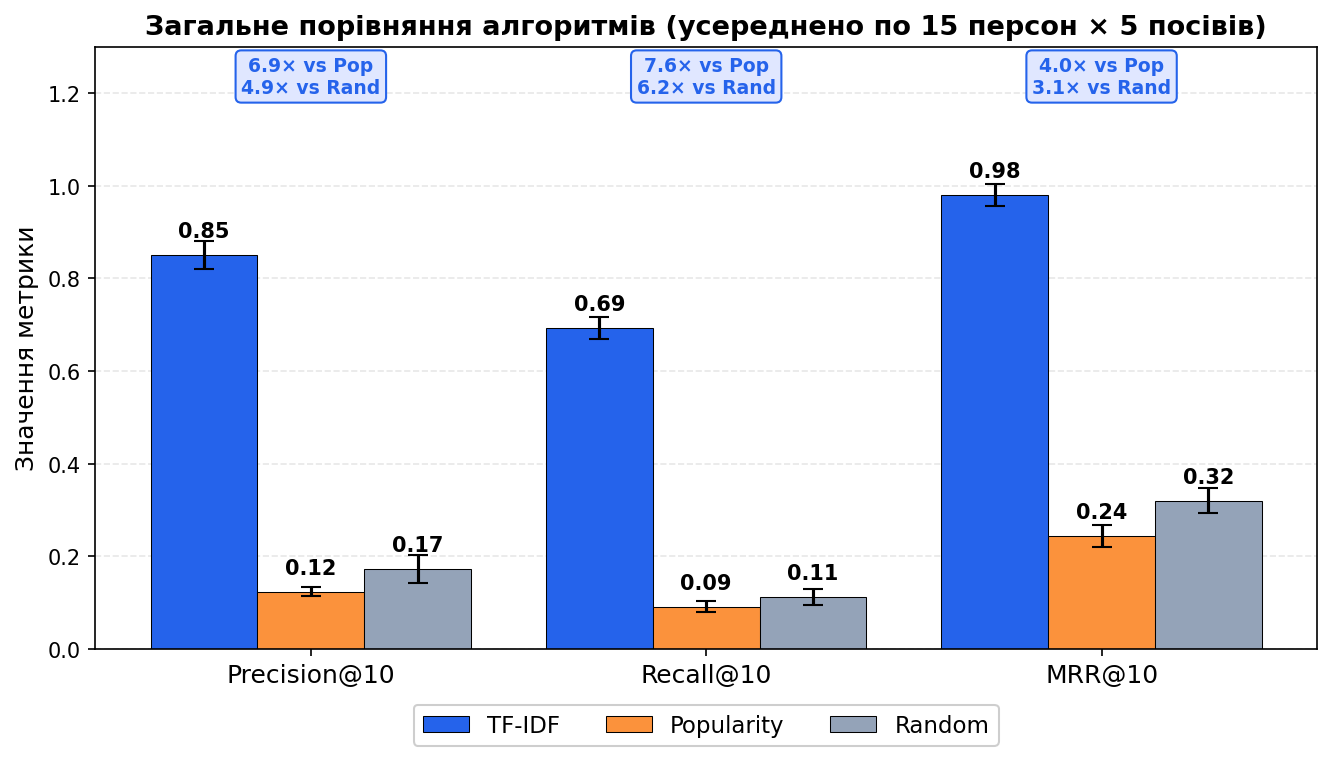 Загальне порівняння алгоритмів (усереднено по 15 персон × 5 посівів)
6.9× vs Pop
4.9× vs Rand
7.6× vs Pop
6.2× vs Rand
4.0× vs Pop
3.1× vs Rand
Значення метрики
1.2
1.0
0.8
0.6
0.4
0.2
0.0
0.85
0.12
0.17
0.69
0.09
0.11
0.98
0.24
0.32
Precision@10
Recall@10
MRR@10
TF-IDF
Popularity
Random